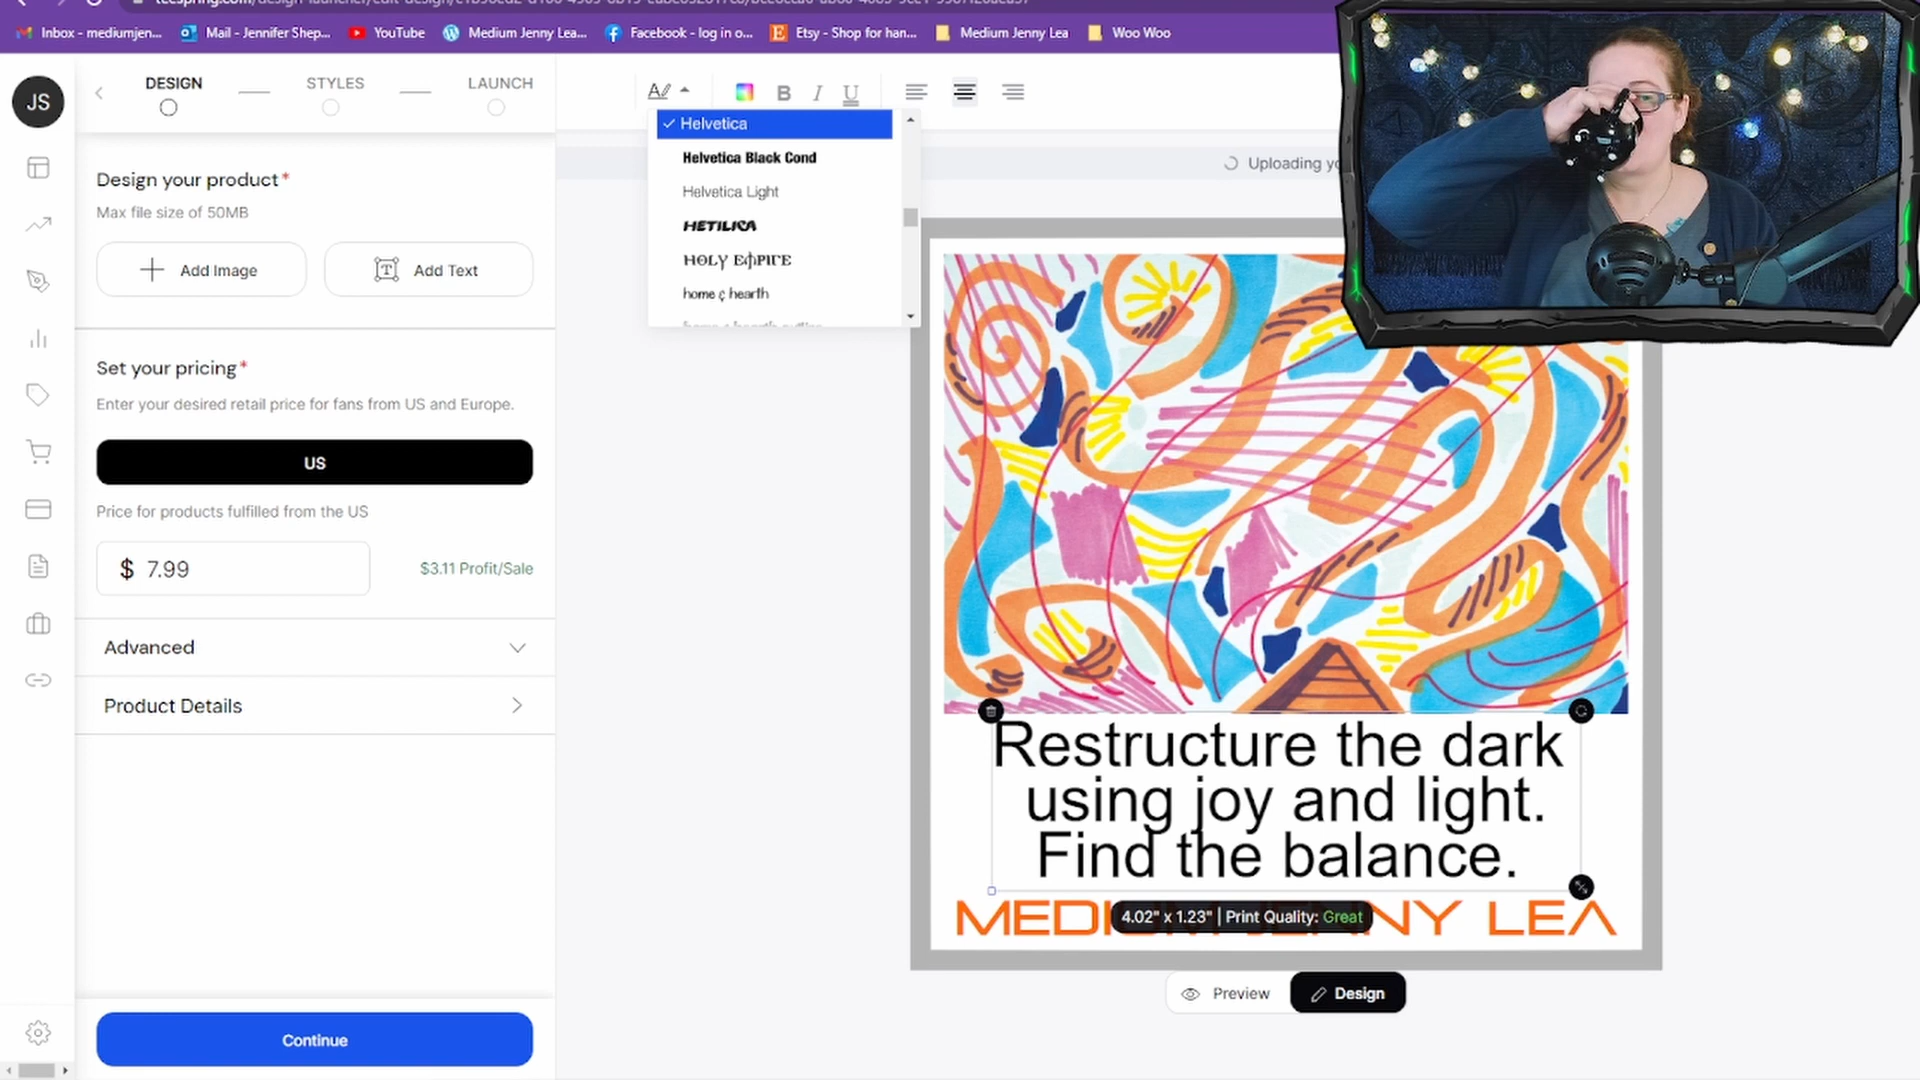 Inbox - mediumjen...
Mail - Jennifer Shep...
YouTube
Medium Jenny Lea...
Facebook - log in o...
Etsy - Shop for han...
Medium Jenny Lea
Woo Woo
JS
DESIGN
STYLES
LAUNCH
B I U
Helvetica
Helvetica Black Cond
Helvetica Light
HETILICA
HOLY EMPIRE
home & hearth
Uploading yo
Design your product*
Max file size of 50MB
Add Image
Add Text
Set your pricing*
Enter your desired retail price for fans from US and Europe.
US
Price for products fulfilled from the US
$ 7.99
$3.11 Profit/Sale
Advanced
Product Details
Continue
Restructure the dark
using joy and light.
Find the balance.
4.02" x 1.23" | Print Quality: Great
LEA
Preview
Design